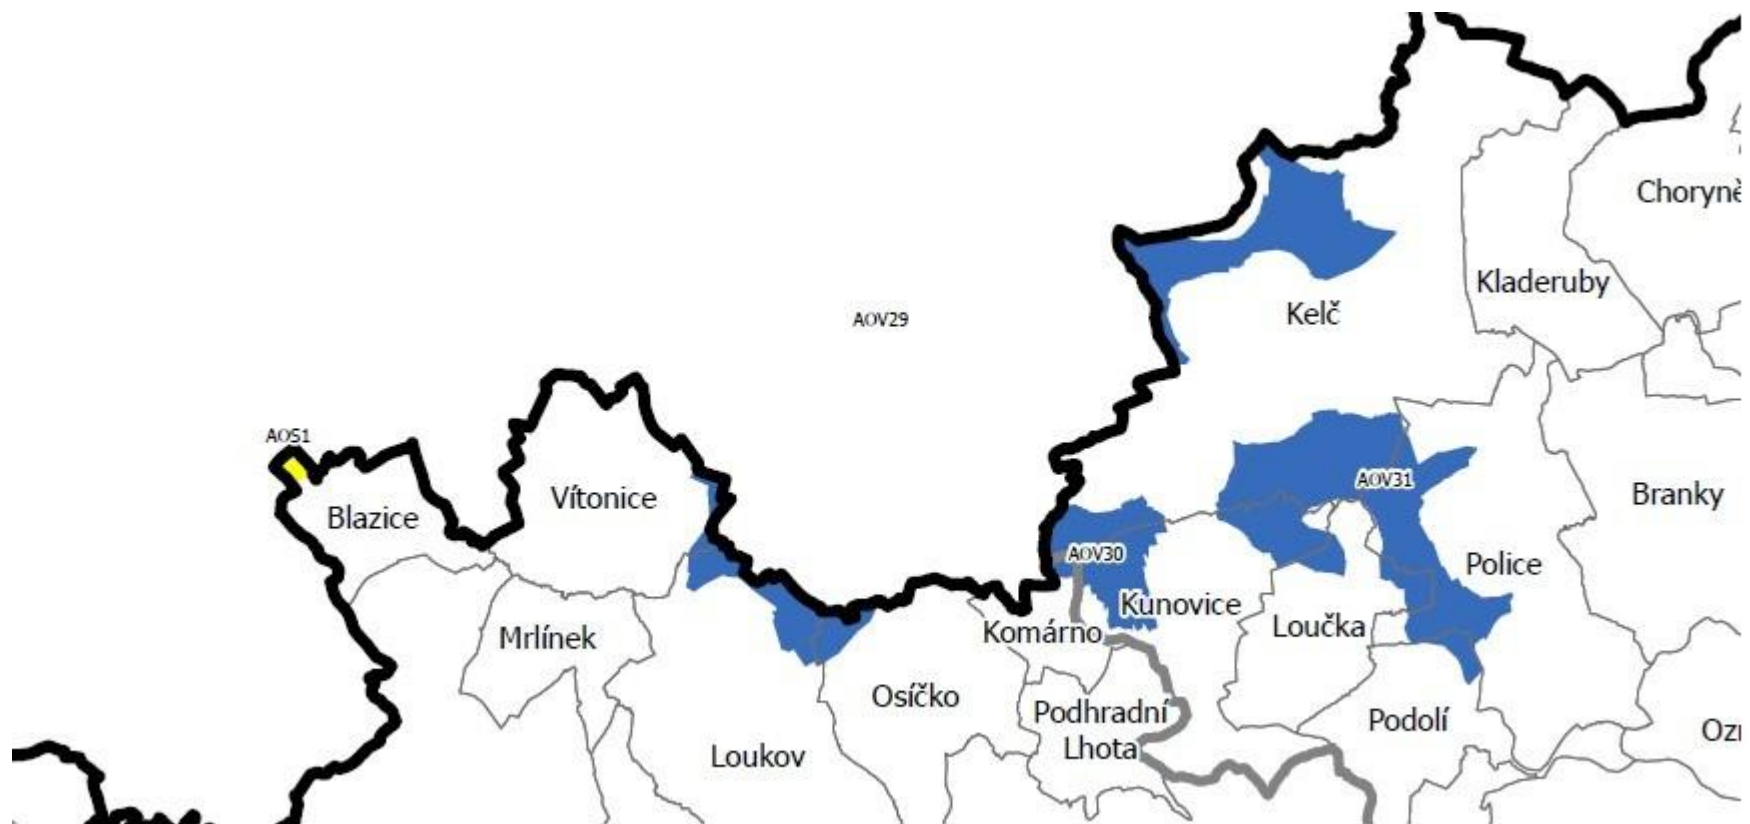 Choryně
Kladeruby
Kelč
AOV29
AOS1
Vítonice
Blazice
AOV31
Branky
AOV30
Police
Kunovice
Loučka
Komárno
Mrlínek
Osíčko
Podhradní
Lhota
Podolí
Loukov
Ozn